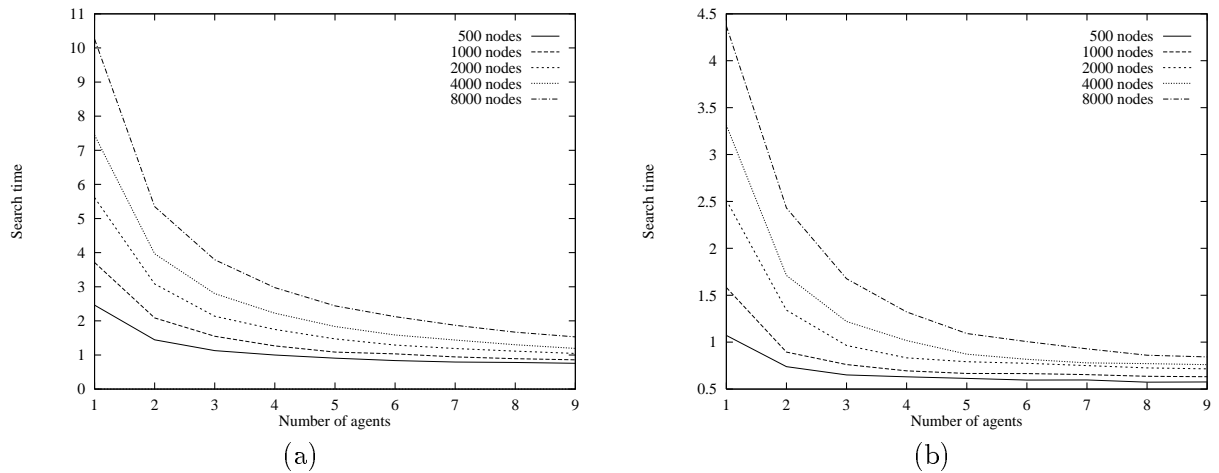 11
10
9
8
7
6
5
4
3
2
1
0
Search time
500 nodes
1000 nodes
2000 nodes
4000 nodes
8000 nodes
1 2 3 4 5 6 7 8 9
Number of agents
(a)
4.5
4
3.5
3
2.5
2
1.5
1
0.5
Search time
500 nodes
1000 nodes
2000 nodes
4000 nodes
8000 nodes
1 2 3 4 5 6 7 8 9
Number of agents
(b)